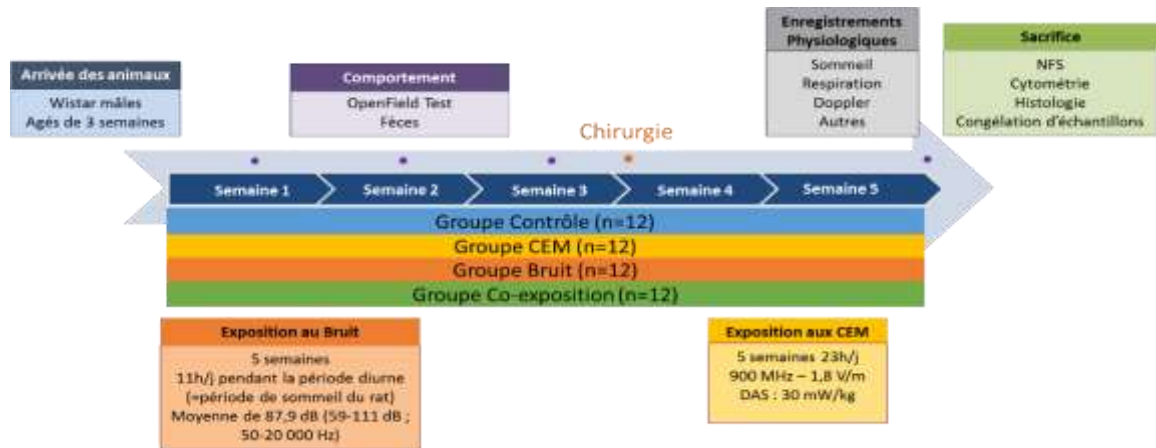 Arrivée des animaux
Wistar mâles
Agés de 3 semaines
Comportement
OpenField Test
Fèces
Chirurgie
Enregistrements
Physiologiques
Sommeil
Respiration
Doppler
Autres
Sacrifice
NFS
Cytométrie
Histologie
Congélation d'échantillons
Semaine 1
Semaine 2
Semaine 3
Semaine 4
Semaine 5
Groupe Contrôle (n=12)
Groupe CEM (n=12)
Groupe Bruit (n=12)
Groupe Co-exposition (n=12)
Exposition au Bruit
5 semaines
11h/j pendant la période diurne
(=période de sommeil du rat)
Moyenne de 87,9 dB (59-111 dB ;
50-20 000 Hz)
Exposition aux CEM
5 semaines 23h/j
900 MHz – 1,8 V/m
DAS : 30 mW/kg